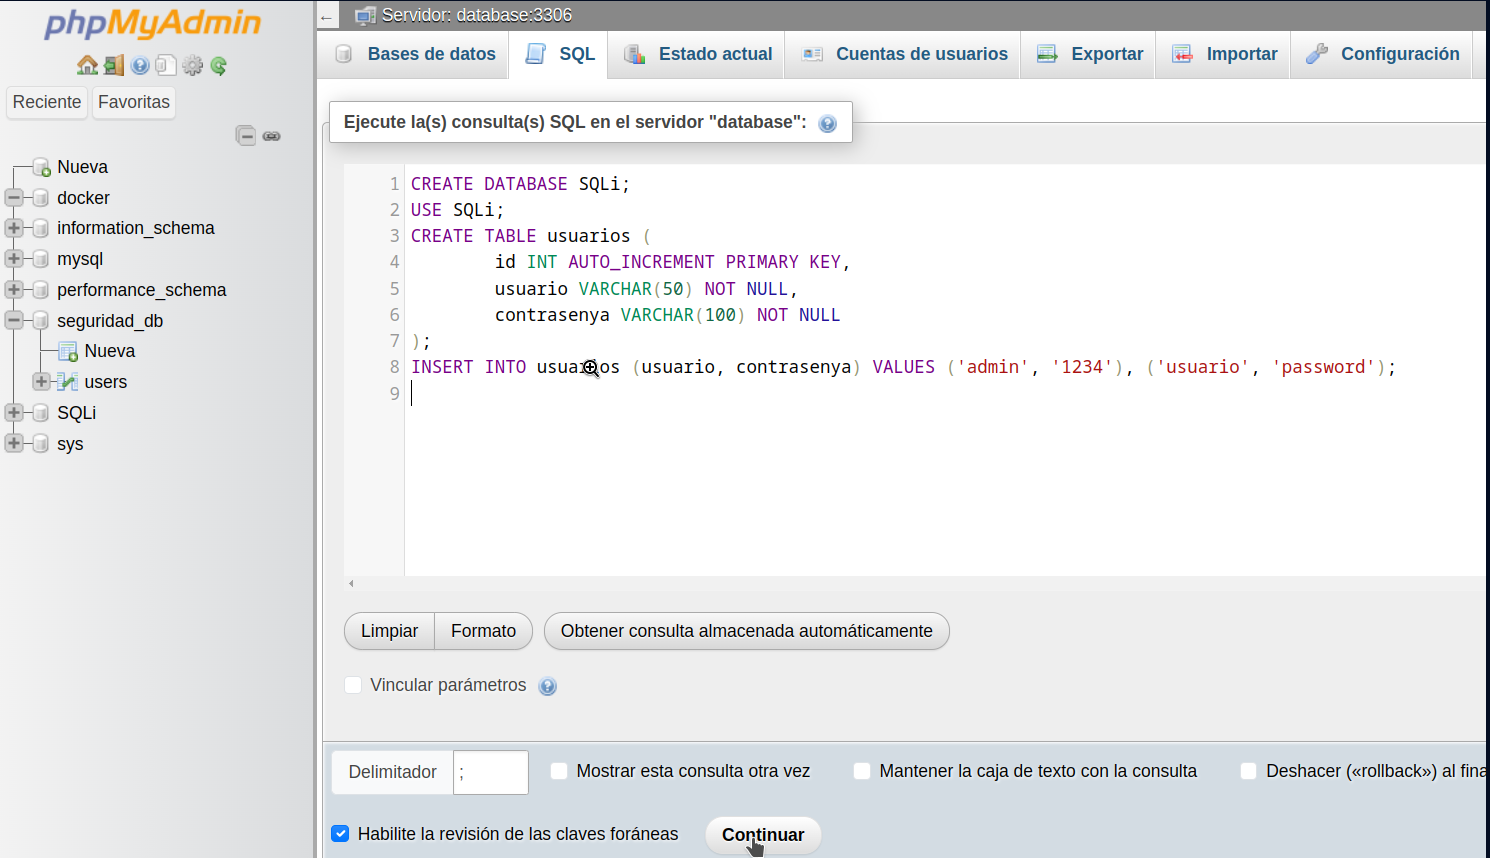 phpMyAdmin
Reciente Favoritas
Nueva
docker
information_schema
mysql
performance_schema
seguridad_db
Nueva
users
SQLi
sys
← Servidor: database:3306
Bases de datos SQL Estado actual Cuentas de usuarios Exportar Importar Configuración
Ejecute la(s) consulta(s) SQL en el servidor "database":
1 CREATE DATABASE SQLi;
2 USE SQLi;
3 CREATE TABLE usuarios (
4 id INT AUTO_INCREMENT PRIMARY KEY,
5 usuario VARCHAR(50) NOT NULL,
6 contrasenya VARCHAR(100) NOT NULL
7 );
8 INSERT INTO usuarios (usuario, contrasenya) VALUES ('admin', '1234'), ('usuario', 'password');
9
Limpiar Formato Obtener consulta almacenada automáticamente
Vincular parámetros
Delimitador ; Mostrar esta consulta otra vez Mantener la caja de texto con la consulta Deshacer («rollback») al fina
Habilite la revisión de las claves foráneas Continuar